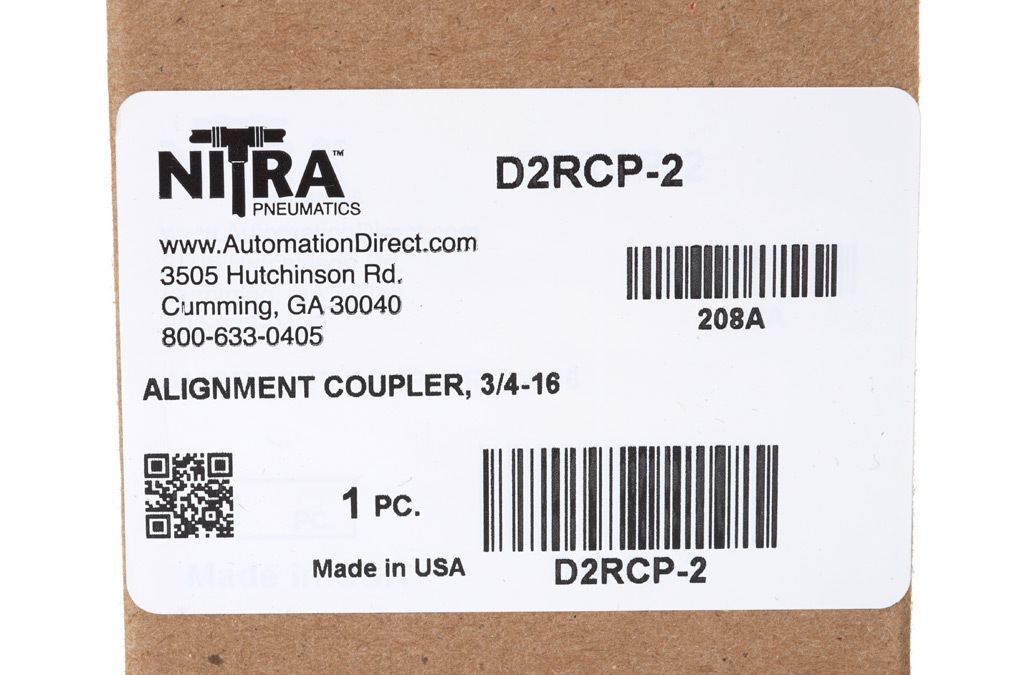 NITRA™
PNEUMATICS
www.AutomationDirect.com
3505 Hutchinson Rd.
Cumming, GA 30040
800-633-0405
D2RCP-2
208A
ALIGNMENT COUPLER, 3/4-16
1 PC.
Made in USA
D2RCP-2